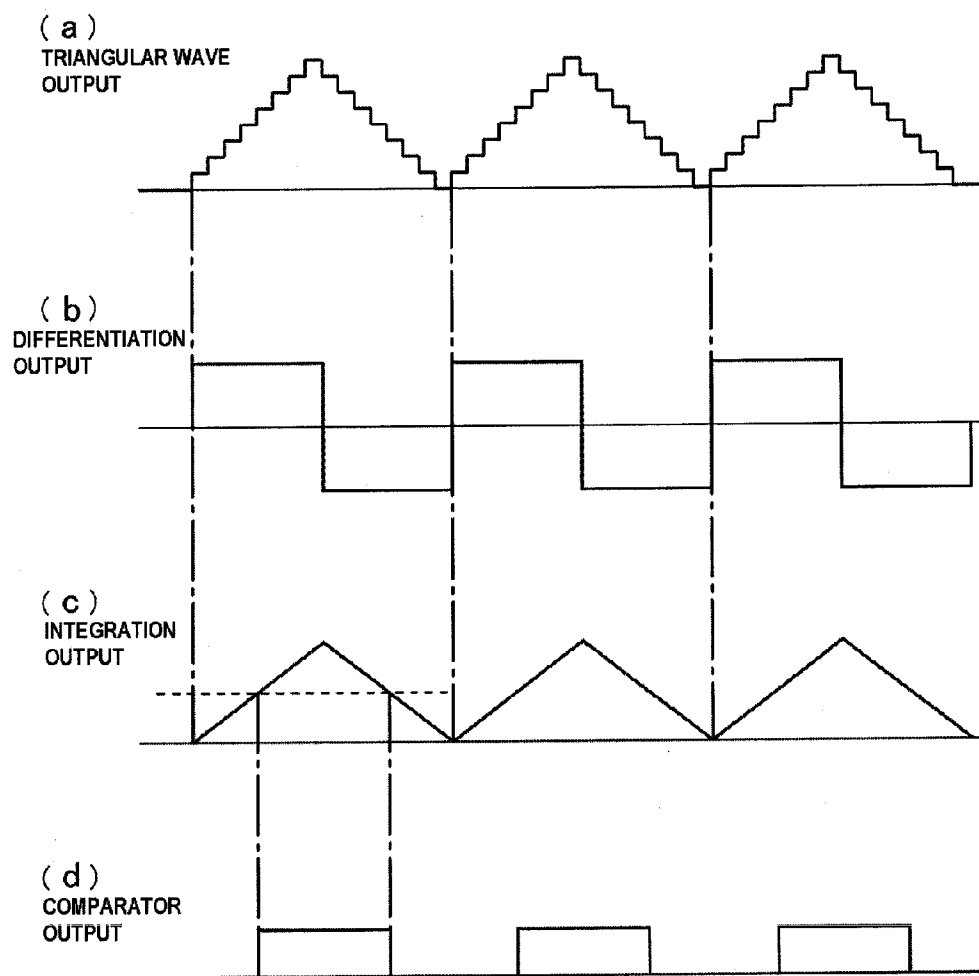 (a)
TRIANGULAR WAVE
OUTPUT
(b)
DIFFERENTIATION
OUTPUT
(c)
INTEGRATION
OUTPUT
(d)
COMPARATOR
OUTPUT